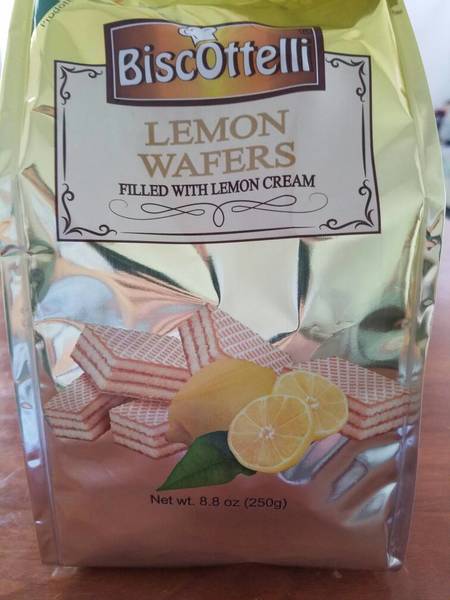 BiscOttelli
LEMON
WAFERS
FILLED WITH LEMON CREAM
Net wt. 8.8 oz (250g)